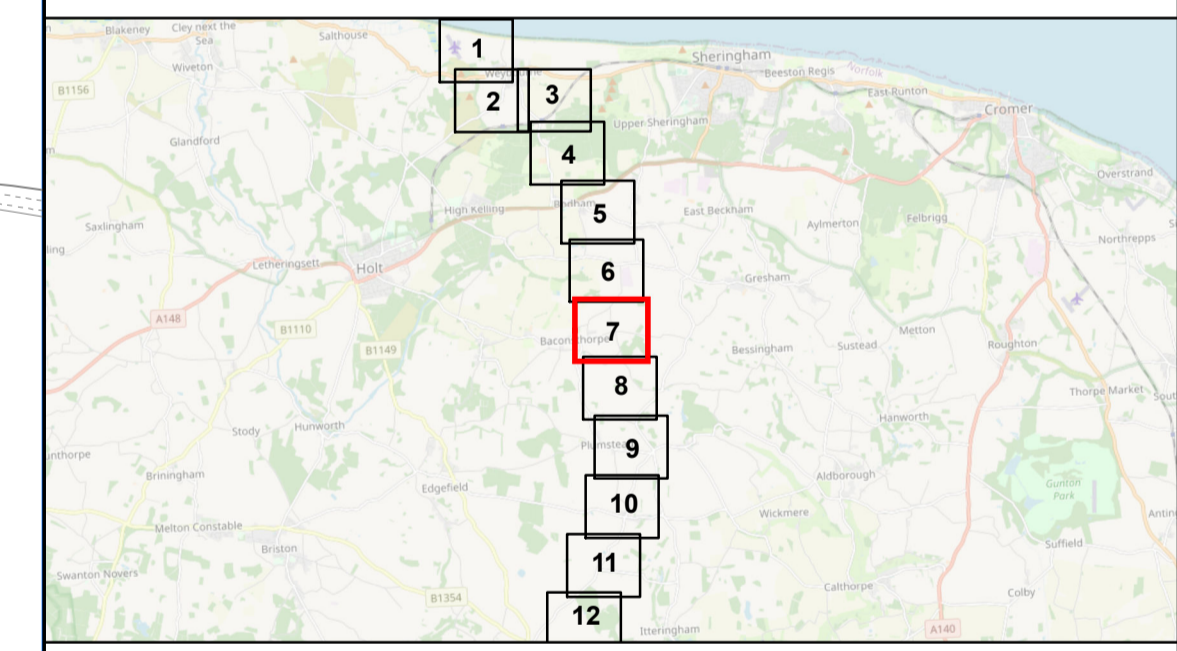 Blakeney
Cley next the
Sea
Salthouse
1
Sheringham
Wiveton
Beeston Regis
Norfolk
B1156
2
3
East Runton
Cromer
Upper Sheringham
Glandford
4
Overstrand
High Kelling
5
East Beckham
Aylmerton
Felbrigg
Saxlingham
Northrepps
ling
Letheringsett
Holt
6
Gresham
A148
B1110
7
Metton
Roughton
B1149
Bessingham
Sustead
8
Thorpe Market
Hanworth
Stody
Hunworth
9
unthorpe
Briningham
Edgefield
Aldborough
Gunton
Park
10
Wickmere
Melton Constable
Briston
Suffield
11
Swanton Novers
B1354
Calthorpe
Colby
12
Itteringham
A140